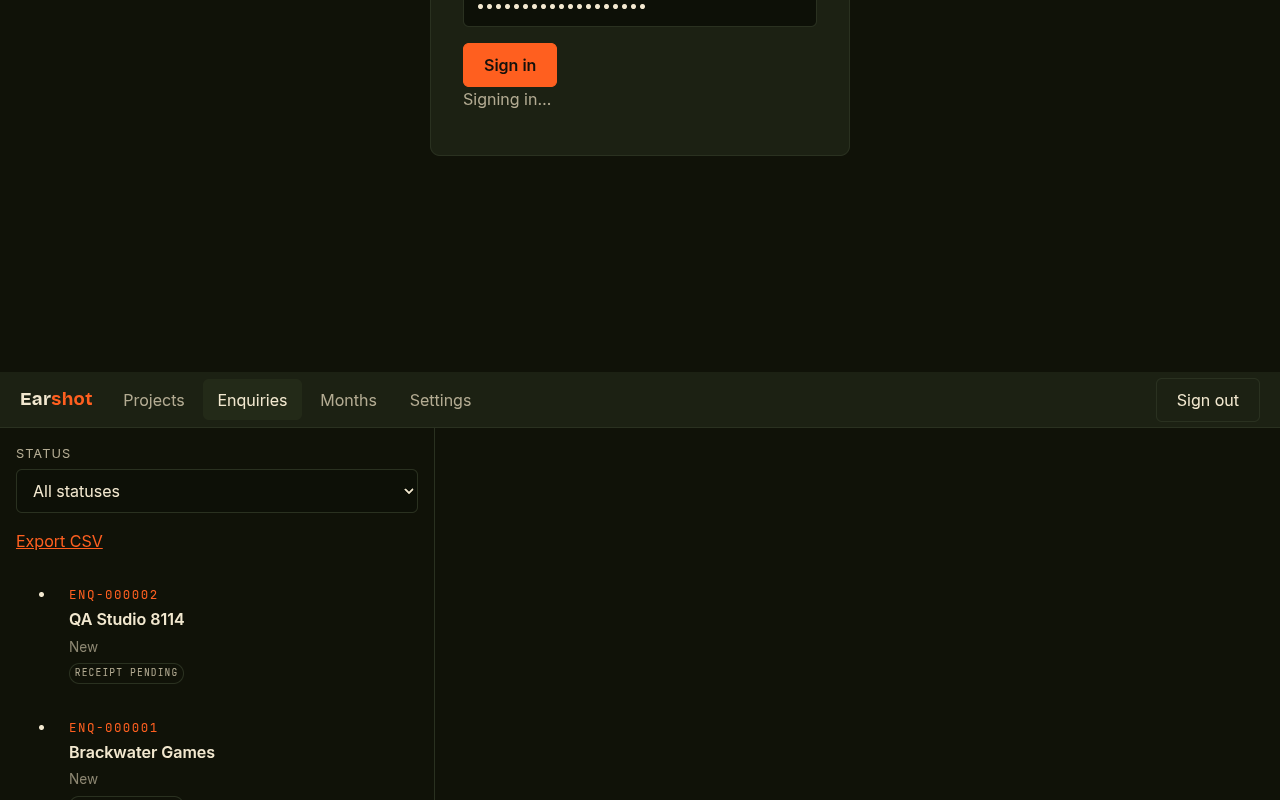 •••••••••••••••••••
Sign in
Signing in…
Earshot Projects Enquiries Months Settings Sign out
STATUS
All statuses
Export CSV
• ENQ-000002
QA Studio 8114
New
RECEIPT PENDING
• ENQ-000001
Brackwater Games
New